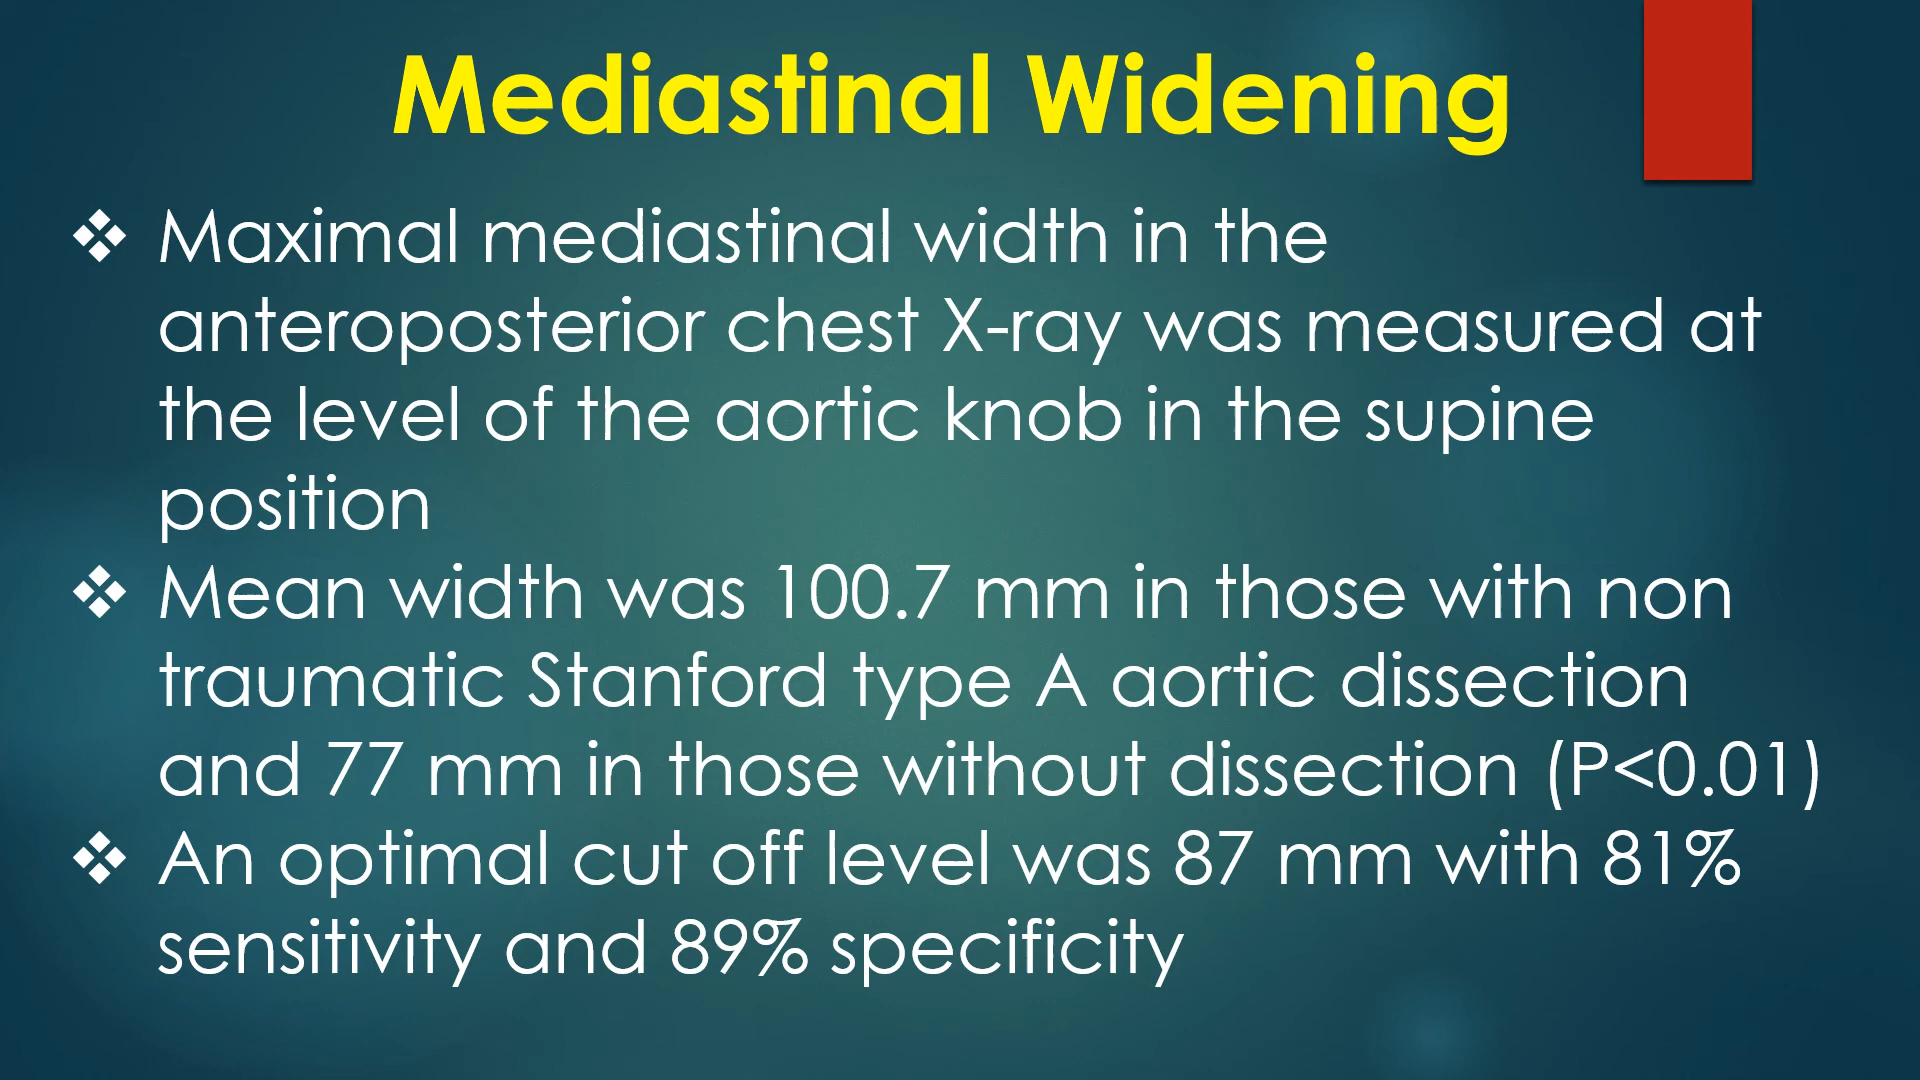 Mediastinal Widening
❖ Maximal mediastinal width in the
anteroposterior chest X-ray was measured at
the level of the aortic knob in the supine
position
❖ Mean width was 100.7 mm in those with non
traumatic Stanford type A aortic dissection
and 77 mm in those without dissection (P<0.01)
❖ An optimal cut off level was 87 mm with 81%
sensitivity and 89% specificity